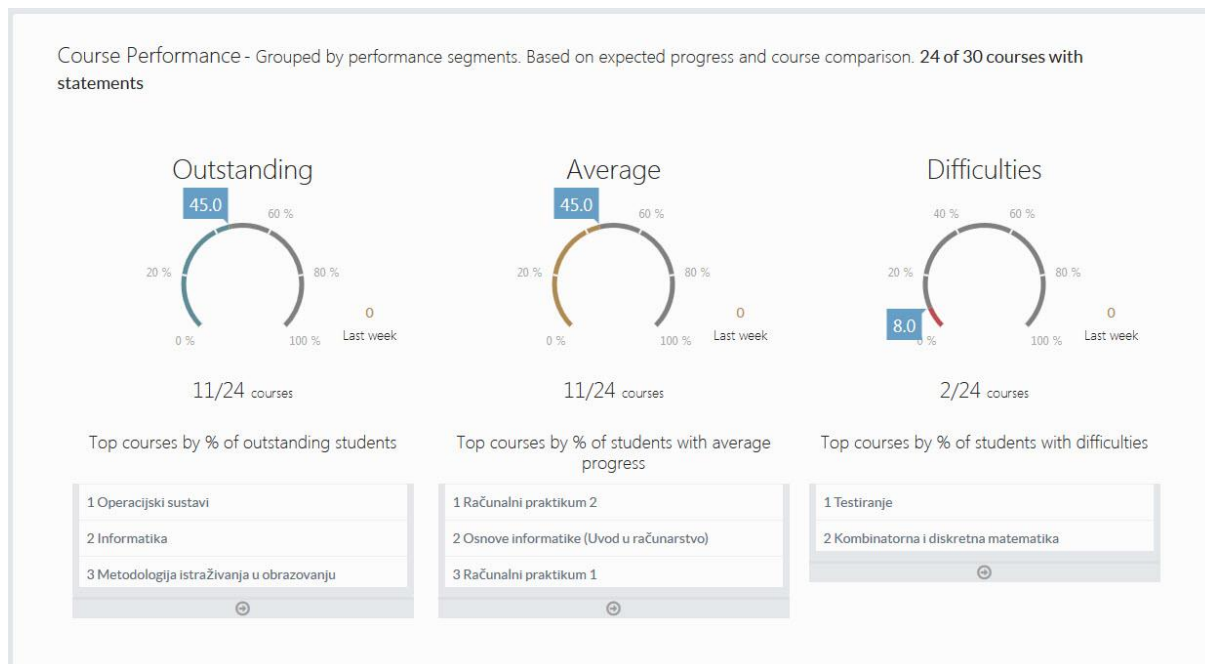 Course Performance - Grouped by performance segments. Based on expected progress and course comparison. 24 of 30 courses with
statements
Outstanding
45.0
60 %
20 %
80 %
0 %
100 %
0
Last week
11/24 courses
Top courses by % of outstanding students
1 Operacijski sustavi
2 Informatika
3 Metodologija istraživanja u obrazovanju
Average
45.0
60 %
20 %
80 %
0 %
100 %
0
Last week
11/24 courses
Top courses by % of students with average
progress
1 Računalni praktikum 2
2 Osnove informatike (Uvod u računarstvo)
3 Računalni praktikum 1
Difficulties
40 %
60 %
20 %
80 %
8.0
0 %
100 %
0
Last week
2/24 courses
Top courses by % of students with difficulties
1 Testiranje
2 Kombinatorna i diskretna matematika